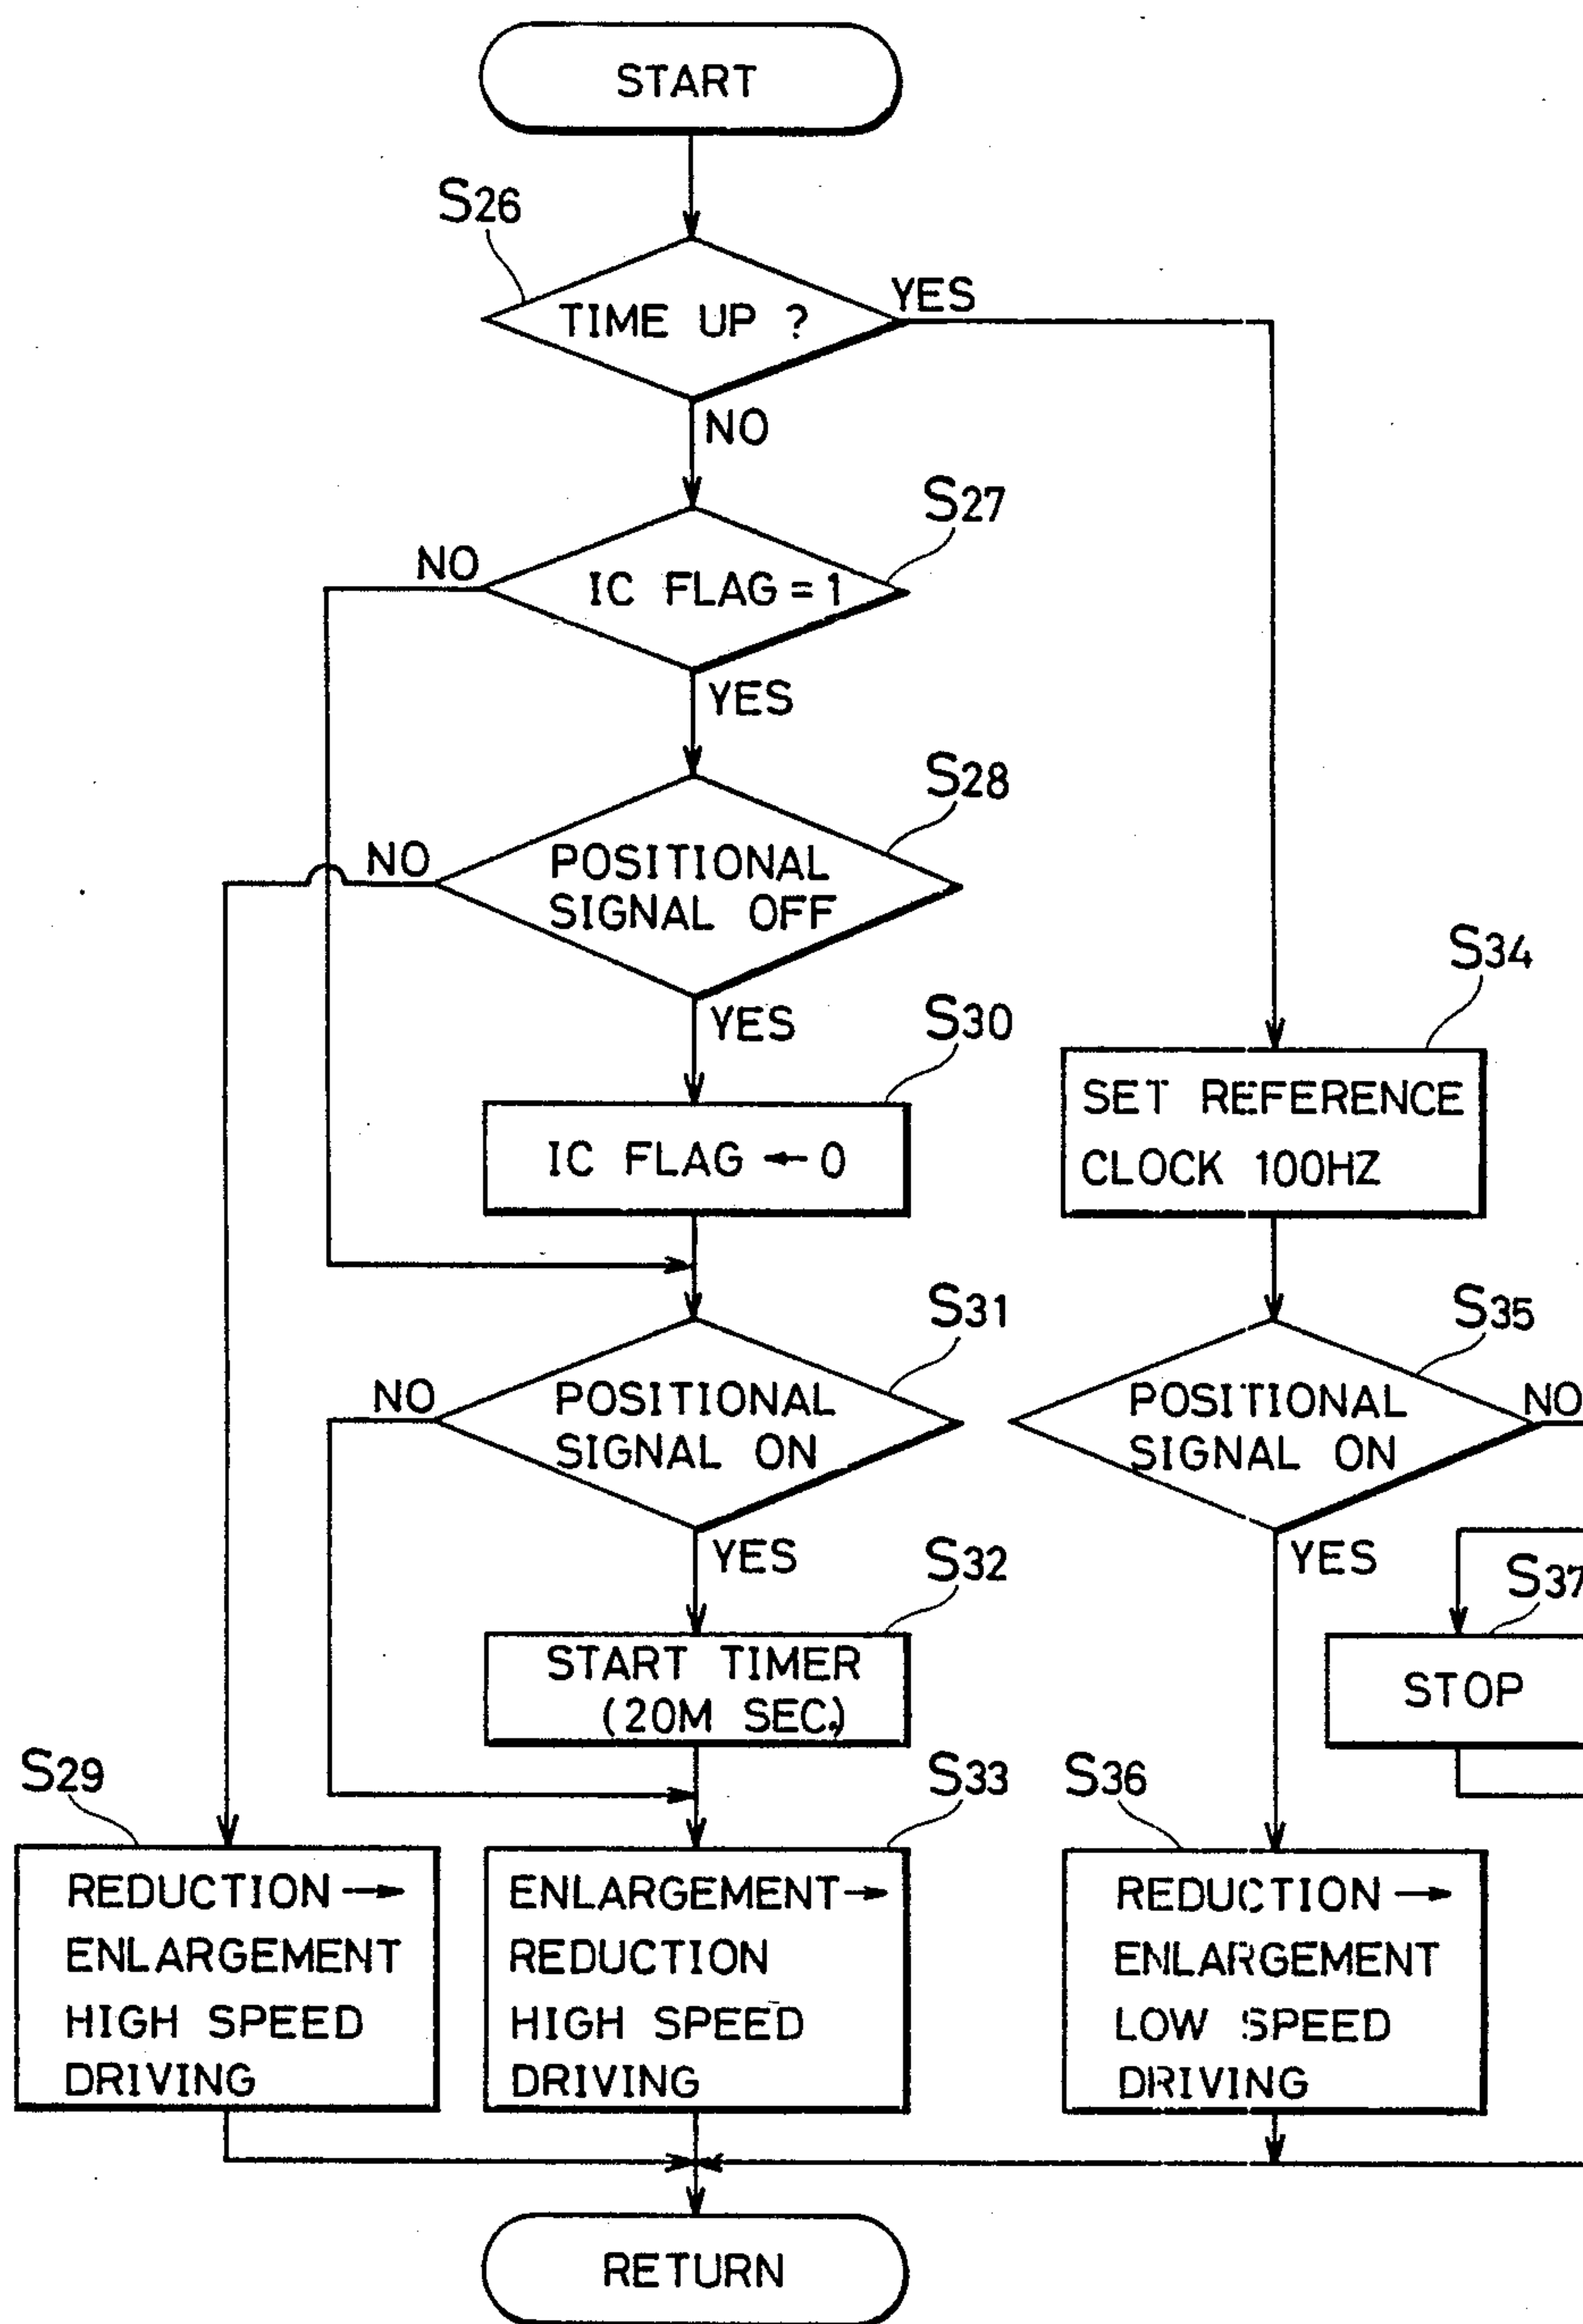 START
S26
TIME UP ?
YES
NO
S27
NO
IC FLAG = 1
YES
S28
NO
POSITIONAL
SIGNAL OFF
YES
S30
IC FLAG ← 0
S34
SET REFERENCE
CLOCK 100HZ
S31
NO
POSITIONAL
SIGNAL ON
YES
S35
POSITIONAL
SIGNAL ON
NO
YES
S32
START TIMER
(20M SEC.)
S37
STOP
S29
REDUCTION →
ENLARGEMENT
HIGH SPEED
DRIVING
S33
ENLARGEMENT →
REDUCTION
HIGH SPEED
DRIVING
S36
REDUCTION →
ENLARGEMENT
LOW SPEED
DRIVING
RETURN